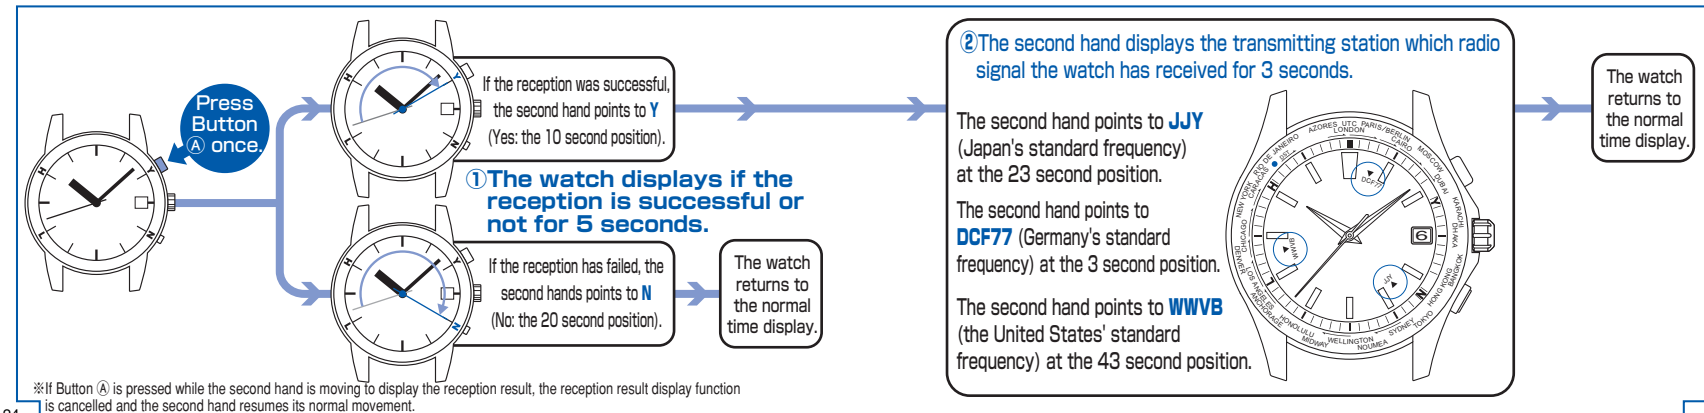 Press
Button
Ⓐ once.
If the reception was successful,
the second hand points to Y
(Yes: the 10 second position).
①The watch displays if the
reception is successful or
not for 5 seconds.
If the reception has failed, the
second hands points to N
(No: the 20 second position).
The watch
returns to
the normal
time display.
②The second hand displays the transmitting station which radio
signal the watch has received for 3 seconds.
The second hand points to JJY
(Japan's standard frequency)
at the 23 second position.
The second hand points to
DCF77 (Germany's standard
frequency) at the 3 second position.
The second hand points to WWVB
(the United States' standard
frequency) at the 43 second position.
AZORES
UTC
LONDON
PARIS/BERLIN
CAIRO
MOSCOW
DUBAI
KARACHI
DHAKA
BANGKOK
HONG KONG
TOKYO
SYDNEY
NOUMEA
WELLINGTON
MIDWAY
HONOLULU
ANCHORAGE
LOS ANGELES
DENVER
CHICAGO
NEW YORK
CARACAS
RIO DE JANEIRO
DST
DCF77
WWVB
JJY
H
Y
L
N
6
The watch
returns to
the normal
time display.
※If Button Ⓐ is pressed while the second hand is moving to display the reception result, the reception result display function
is cancelled and the second hand resumes its normal movement.